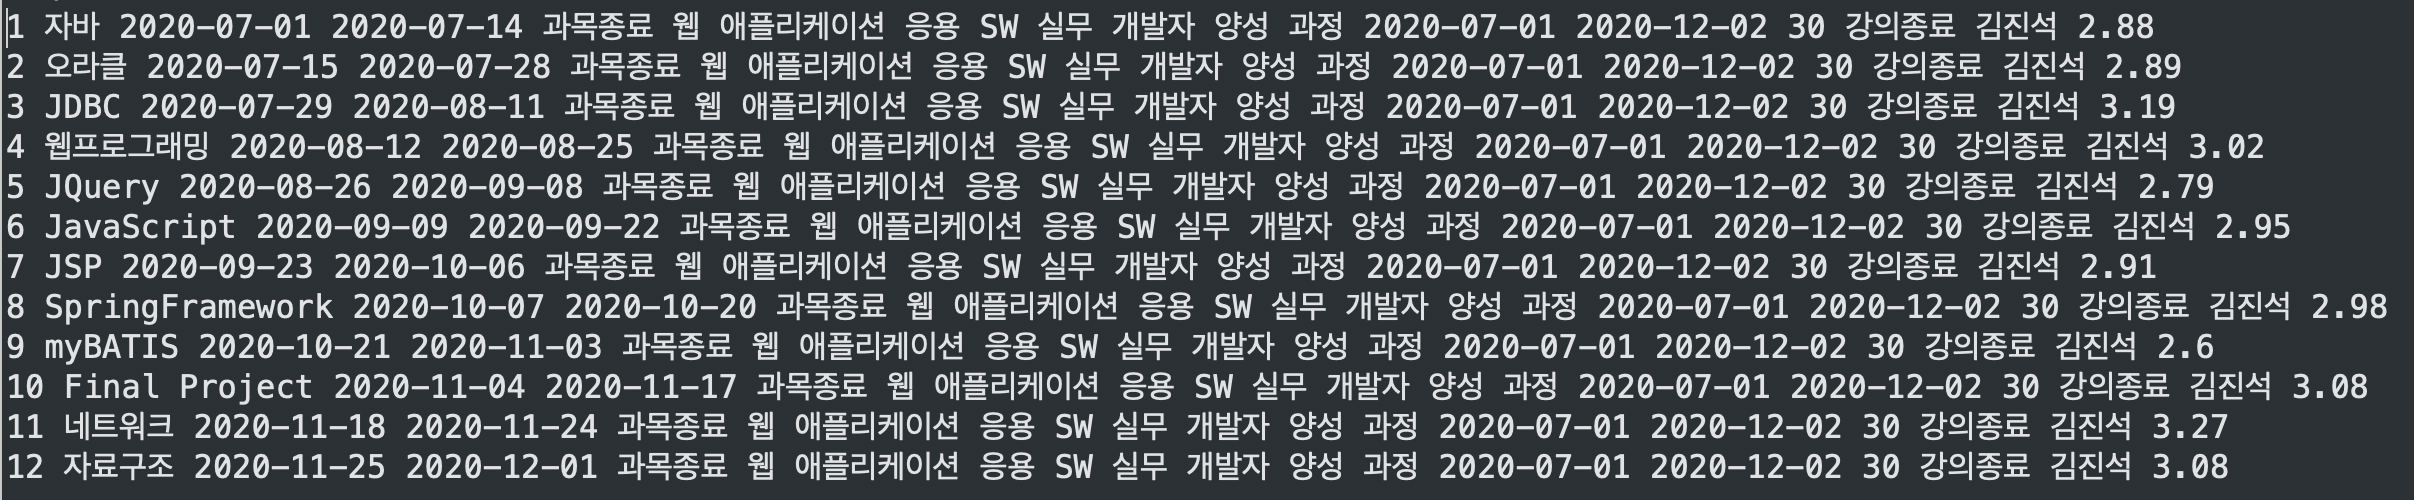 1 자바 2020-07-01 2020-07-14 과목종료 웹 애플리케이션 응용 SW 실무 개발자 양성 과정 2020-07-01 2020-12-02 30 강의종료 김진석 2.88
2 오라클 2020-07-15 2020-07-28 과목종료 웹 애플리케이션 응용 SW 실무 개발자 양성 과정 2020-07-01 2020-12-02 30 강의종료 김진석 2.89
3 JDBC 2020-07-29 2020-08-11 과목종료 웹 애플리케이션 응용 SW 실무 개발자 양성 과정 2020-07-01 2020-12-02 30 강의종료 김진석 3.19
4 웹프로그래밍 2020-08-12 2020-08-25 과목종료 웹 애플리케이션 응용 SW 실무 개발자 양성 과정 2020-07-01 2020-12-02 30 강의종료 김진석 3.02
5 JQuery 2020-08-26 2020-09-08 과목종료 웹 애플리케이션 응용 SW 실무 개발자 양성 과정 2020-07-01 2020-12-02 30 강의종료 김진석 2.79
6 JavaScript 2020-09-09 2020-09-22 과목종료 웹 애플리케이션 응용 SW 실무 개발자 양성 과정 2020-07-01 2020-12-02 30 강의종료 김진석 2.95
7 JSP 2020-09-23 2020-10-06 과목종료 웹 애플리케이션 응용 SW 실무 개발자 양성 과정 2020-07-01 2020-12-02 30 강의종료 김진석 2.91
8 SpringFramework 2020-10-07 2020-10-20 과목종료 웹 애플리케이션 응용 SW 실무 개발자 양성 과정 2020-07-01 2020-12-02 30 강의종료 김진석 2.98
9 myBATIS 2020-10-21 2020-11-03 과목종료 웹 애플리케이션 응용 SW 실무 개발자 양성 과정 2020-07-01 2020-12-02 30 강의종료 김진석 2.6
10 Final Project 2020-11-04 2020-11-17 과목종료 웹 애플리케이션 응용 SW 실무 개발자 양성 과정 2020-07-01 2020-12-02 30 강의종료 김진석 3.08
11 네트워크 2020-11-18 2020-11-24 과목종료 웹 애플리케이션 응용 SW 실무 개발자 양성 과정 2020-07-01 2020-12-02 30 강의종료 김진석 3.27
12 자료구조 2020-11-25 2020-12-01 과목종료 웹 애플리케이션 응용 SW 실무 개발자 양성 과정 2020-07-01 2020-12-02 30 강의종료 김진석 3.08